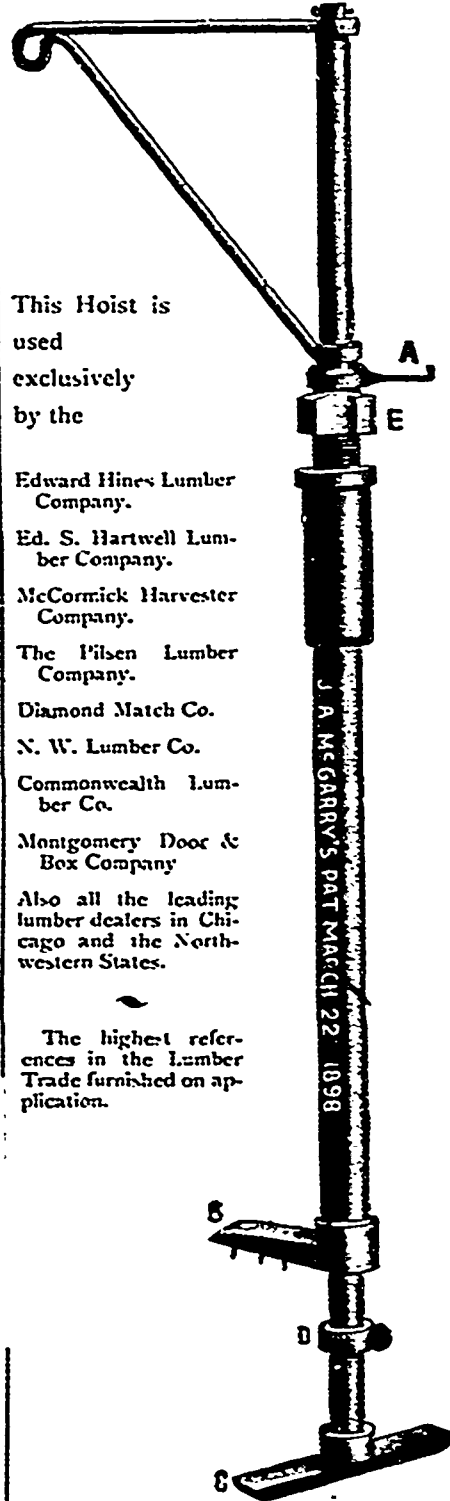 This Hoist is
used
exclusively
by the
Edward Hines Lumber
Company.
Ed. S. Hartwell Lum-
ber Company.
McCormick Harvester
Company.
The Pilsen Lumber
Company.
Diamond Match Co.
N. W. Lumber Co.
Commonwealth Lum-
ber Co.
Montgomery Door &
Box Company
Also all the leading
lumber dealers in Chi-
cago and the North-
western States.
The highest refer-
ences in the Lumber
Trade furnished on ap-
plication.
A
E
J. A. McGARRY'S PAT MARCH 22 1898
B
D
C